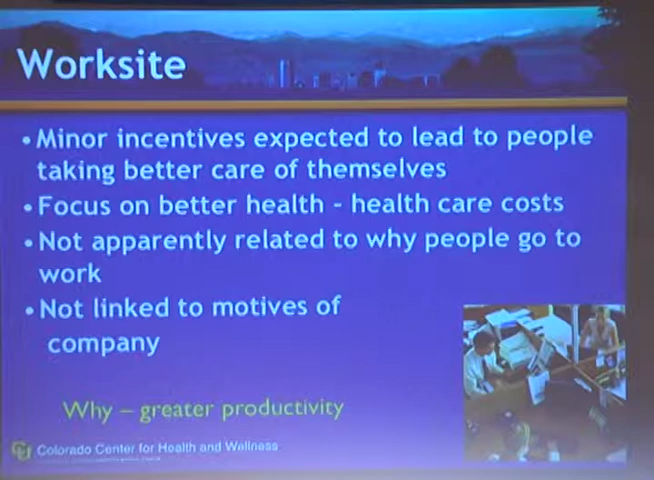 Worksite
• Minor incentives expected to lead to people
taking better care of themselves
• Focus on better health - health care costs
• Not apparently related to why people go to
work
• Not linked to motives of
company
Why – greater productivity
CU Colorado Center for Health and Wellness